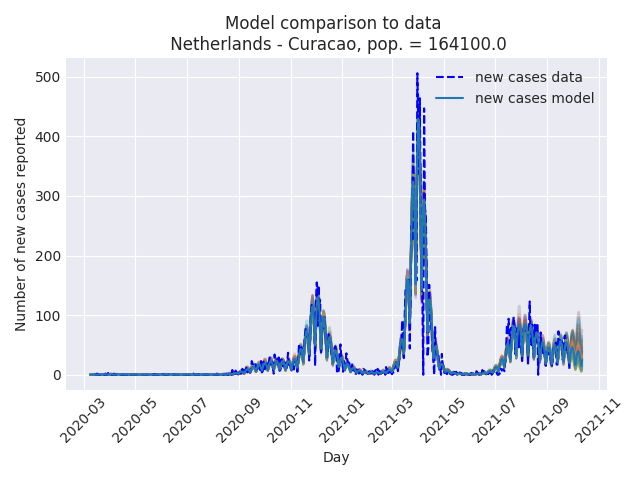 Model comparison to data
Netherlands - Curacao, pop. = 164100.0
new cases data
new cases model
Number of new cases reported
500
400
300
200
100
0
2020-03
2020-05
2020-07
2020-09
2020-11
2021-01
2021-03
2021-05
2021-07
2021-09
2021-11
Day